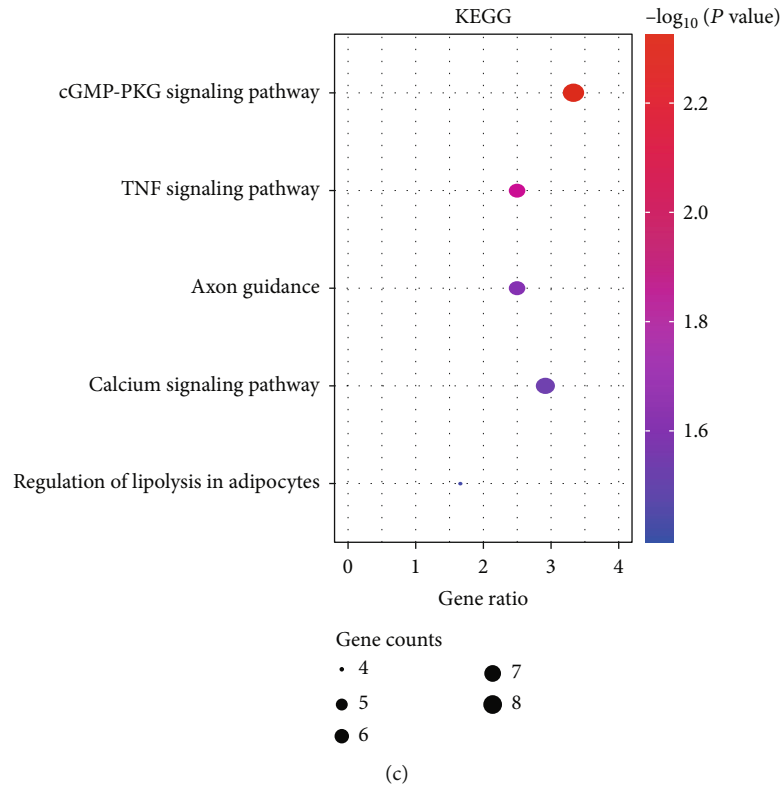 KEGG
–log10 (P value)
cGMP-PKG signaling pathway
TNF signaling pathway
Axon guidance
Calcium signaling pathway
Regulation of lipolysis in adipocytes
2.2
2.0
1.8
1.6
0 1 2 3 4
Gene ratio
Gene counts
4 7
5 8
6
(c)